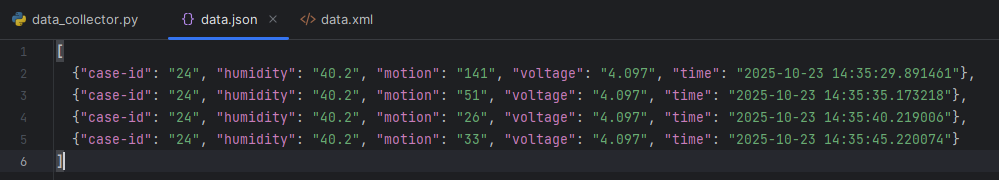 data_collector.py data.json data.xml
1 [
2 {"case-id": "24", "humidity": "40.2", "motion": "141", "voltage": "4.097", "time": "2025-10-23 14:35:29.891461"},
3 {"case-id": "24", "humidity": "40.2", "motion": "51", "voltage": "4.097", "time": "2025-10-23 14:35:35.173218"},
4 {"case-id": "24", "humidity": "40.2", "motion": "26", "voltage": "4.097", "time": "2025-10-23 14:35:40.219006"},
5 {"case-id": "24", "humidity": "40.2", "motion": "33", "voltage": "4.097", "time": "2025-10-23 14:35:45.220074"}
6 ]